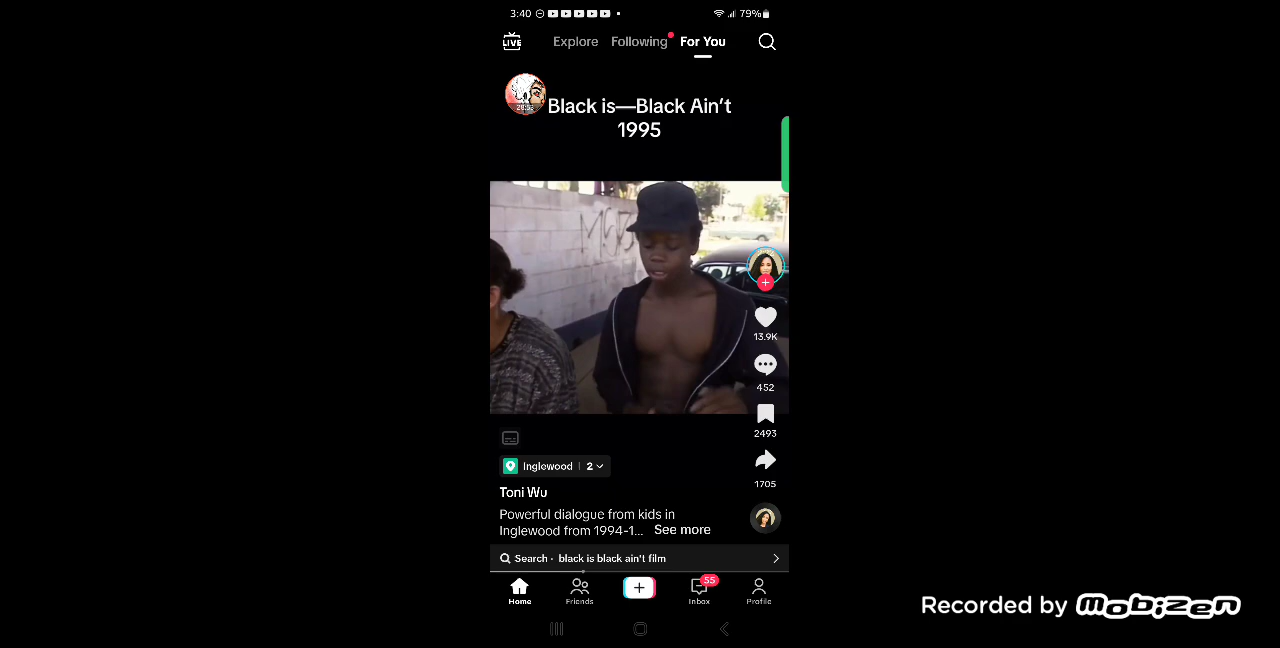 3:40 79%
LIVE Explore Following For You
28:52
Black is—Black Ain't
1995
13.9K
452
2493
Inglewood | 2
1705
Toni Wu
Powerful dialogue from kids in
Inglewood from 1994-1... See more
Search · black is black ain't film
55
Home Friends Inbox Profile
Recorded by mobizen